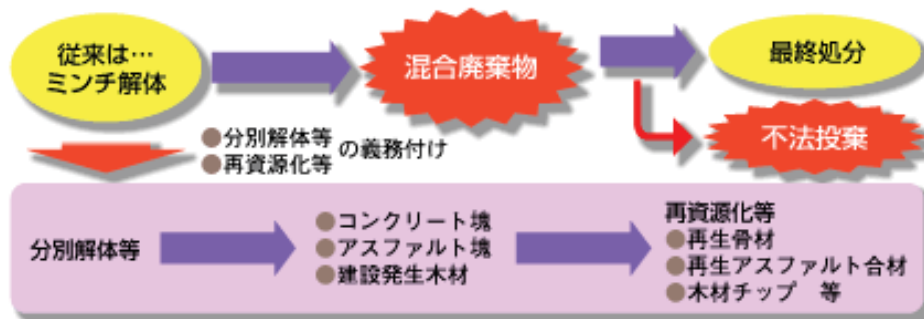 従来は…
ミンチ解体
混合廃棄物
最終処分
不法投棄
●分別解体等
●再資源化等
の義務付け
分別解体等
●コンクリート塊
●アスファルト塊
●建設発生木材
再資源化等
●再生骨材
●再生アスファルト合材
●木材チップ　等